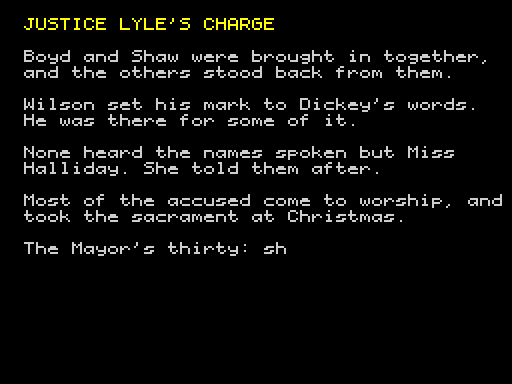 JUSTICE LYLE'S CHARGE
Boyd and Shaw were brought in together,
and the others stood back from them.
Wilson set his mark to Dickey's words.
He was there for some of it.
None heard the names spoken but Miss
Halliday. She told them after.
Most of the accused come to worship, and
took the sacrament at Christmas.
The Mayor's thirty: sh